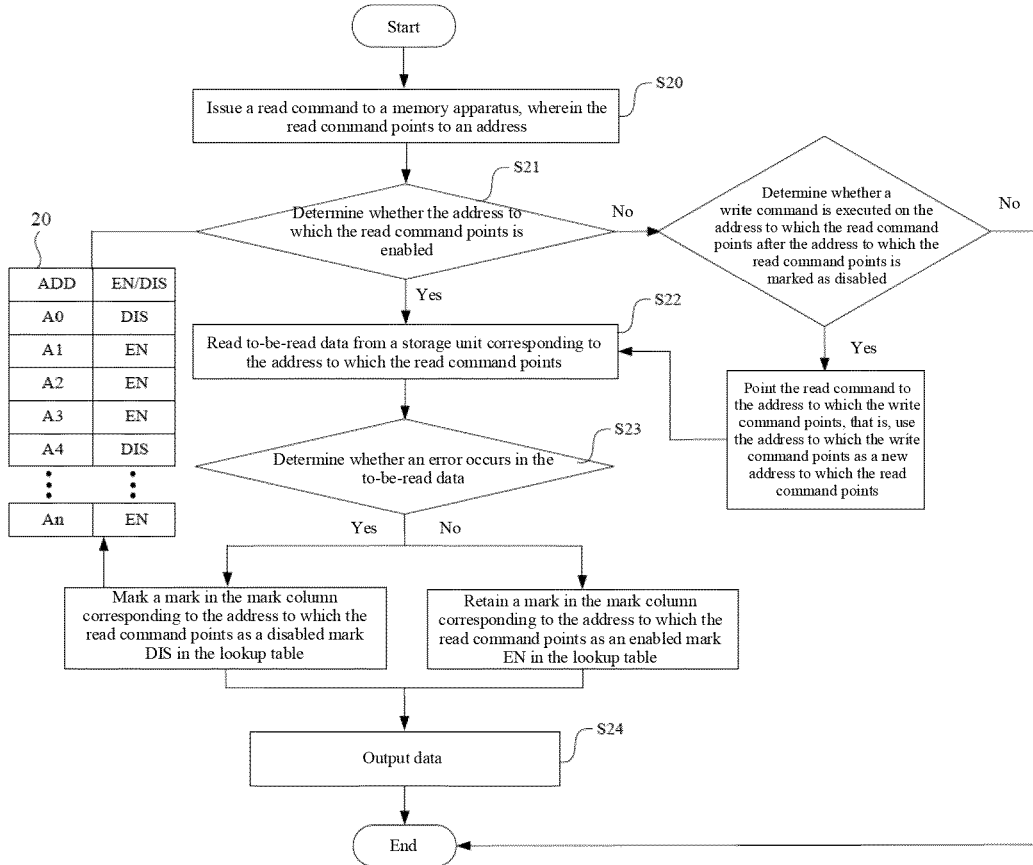 Start
S20
Issue a read command to a memory apparatus, wherein the
read command points to an address
S21
Determine whether the address to
which the read command points is
enabled
No
Yes
Determine whether a
write command is executed on the
address to which the read command
points after the address to which the
read command points is
marked as disabled
No
Yes
20
ADD EN/DIS
A0 DIS
A1 EN
A2 EN
A3 EN
A4 DIS
An EN
S22
Read to-be-read data from a storage unit corresponding to
the address to which the read command points
Point the read command to
the address to which the write
command points, that is, use
the address to which the write
command points as a new
address to which the read
command points
S23
Determine whether an error occurs in the
to-be-read data
Yes No
Mark a mark in the mark column
corresponding to the address to which the
read command points as a disabled mark
DIS in the lookup table
Retain a mark in the mark column
corresponding to the address to which the
read command points as an enabled mark
EN in the lookup table
S24
Output data
End